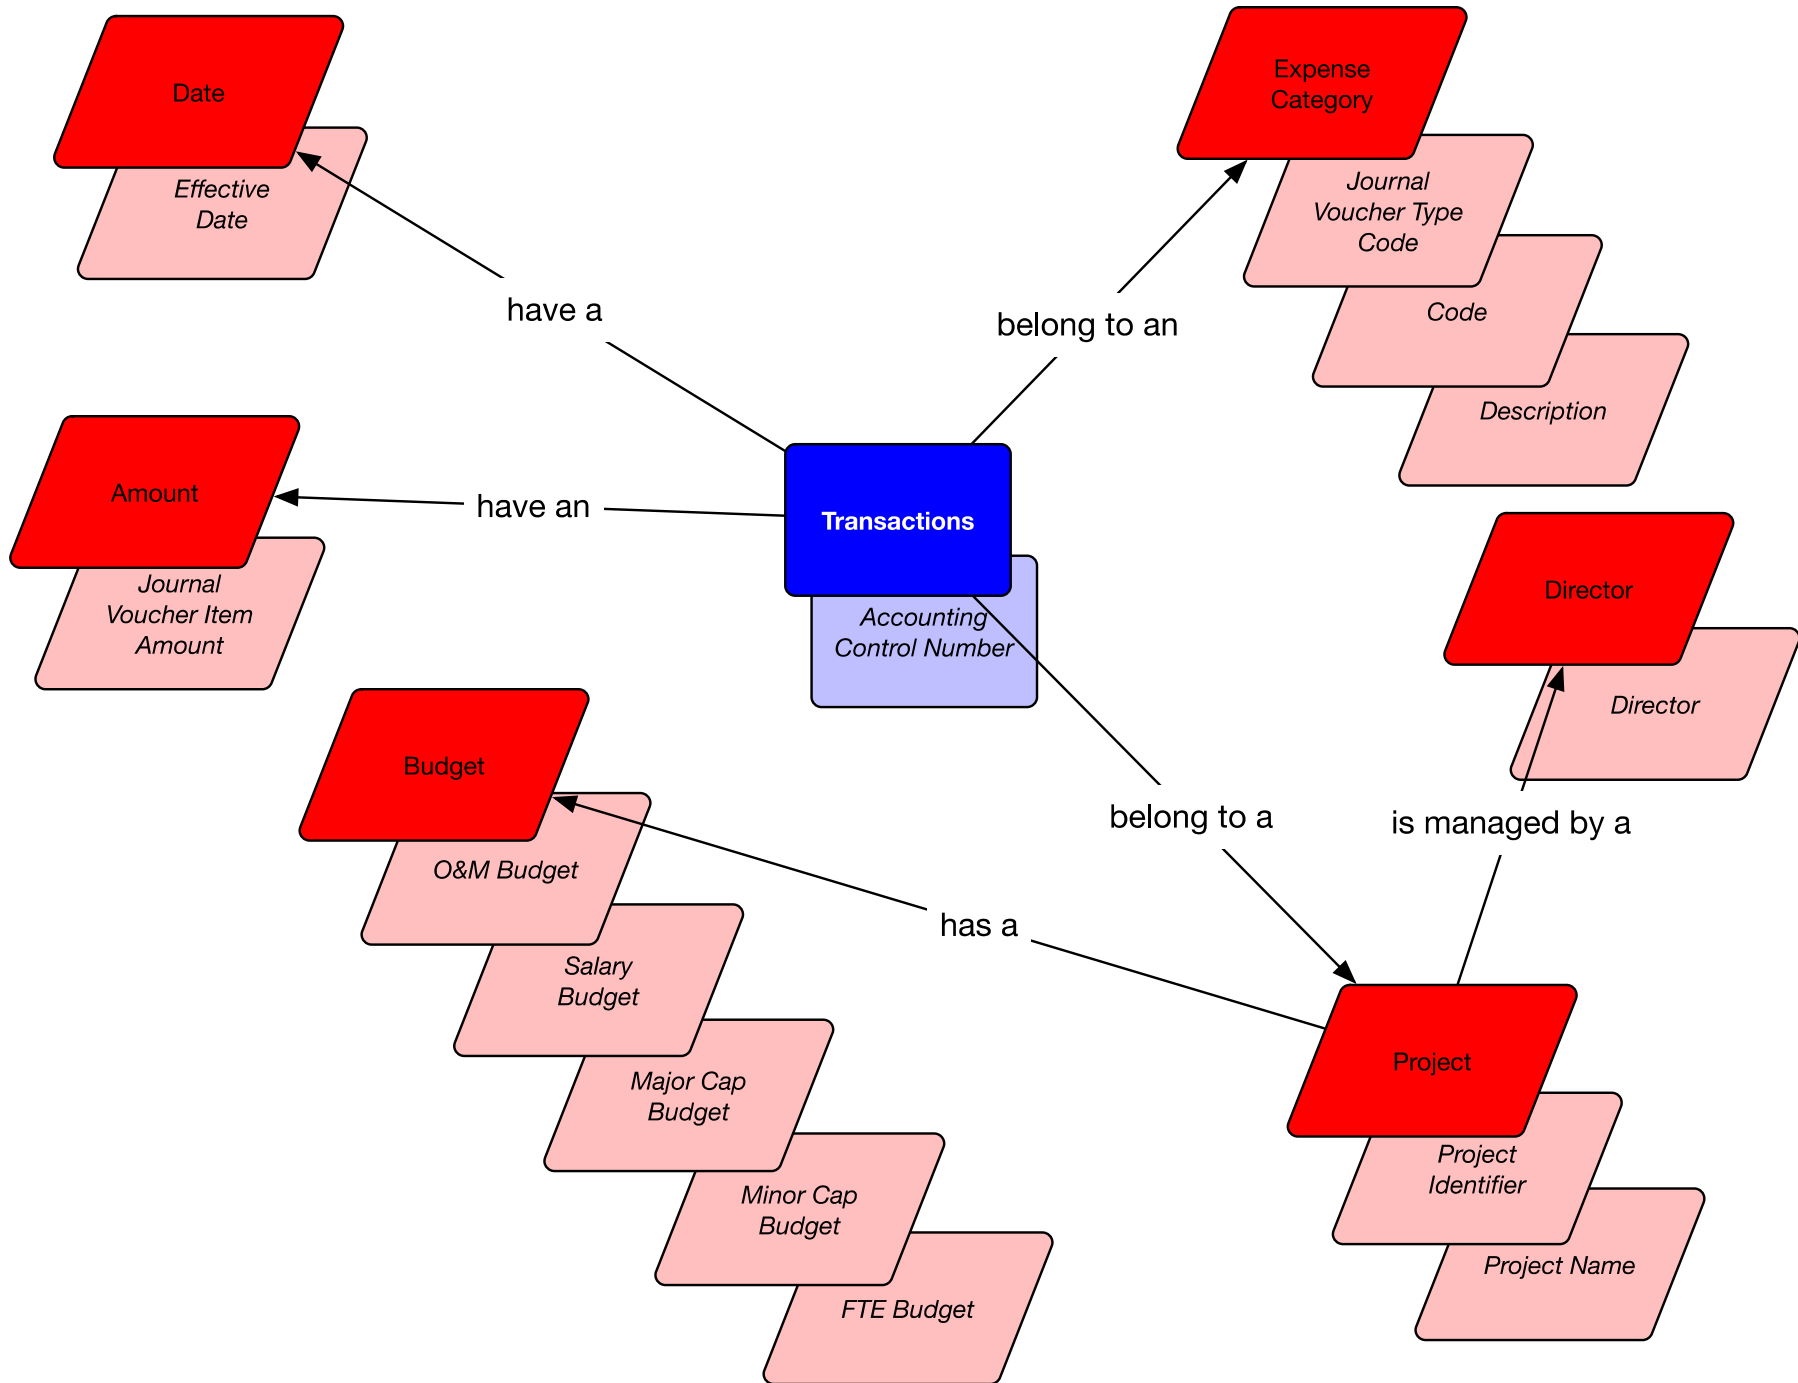 Date
Effective
Date
Expense
Category
Journal
Voucher Type
Code
Code
Description
have a
belong to an
Amount
Journal
Voucher Item
Amount
have an
Transactions
Accounting
Control Number
Director
Director
Budget
O&M Budget
Salary
Budget
Major Cap
Budget
Minor Cap
Budget
FTE Budget
belong to a
is managed by a
has a
Project
Project
Identifier
Project Name